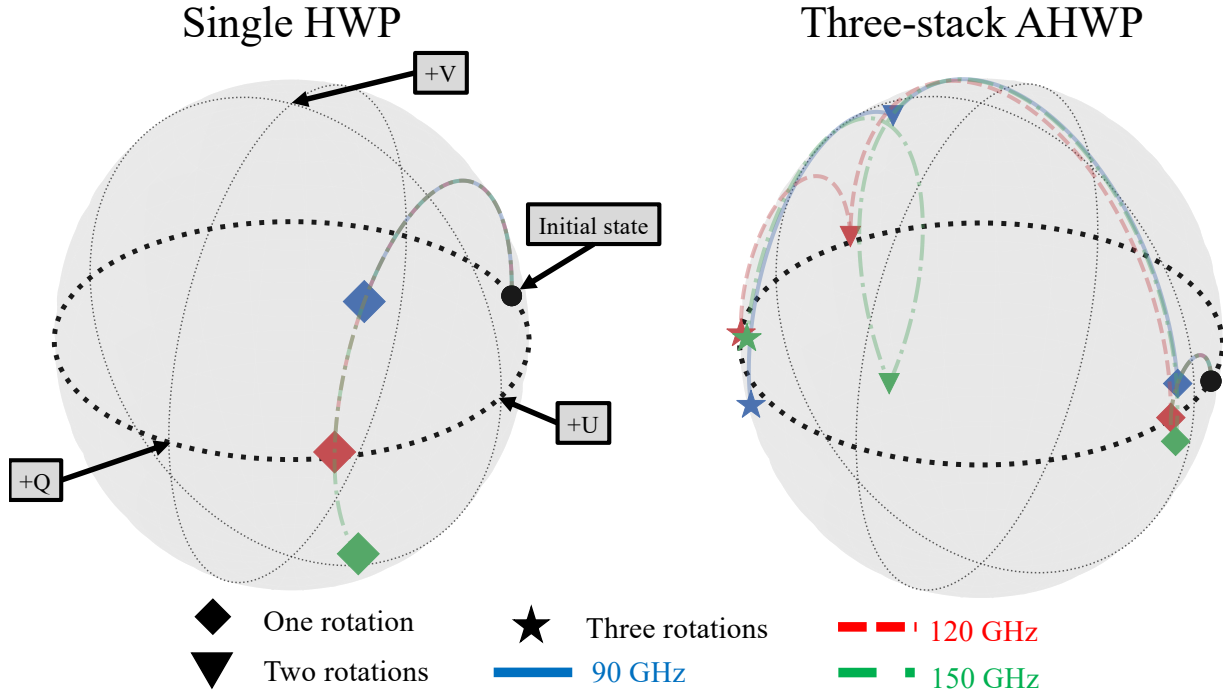 Single HWP
Three-stack AHWP
+V
Initial state
+U
+Q
One rotation
Three rotations
120 GHz
Two rotations
90 GHz
150 GHz